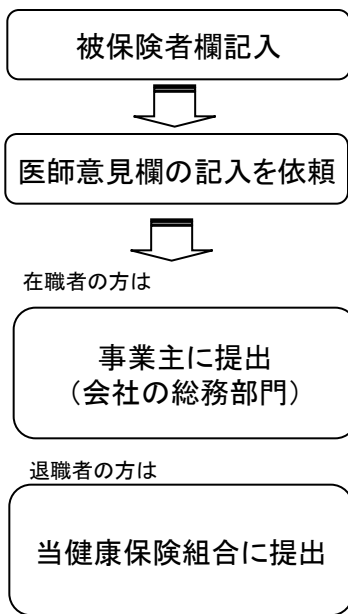 被保険者欄記入
医師意見欄の記入を依頼
在職者の方は
事業主に提出
（会社の総務部門）
退職者の方は
当健康保険組合に提出